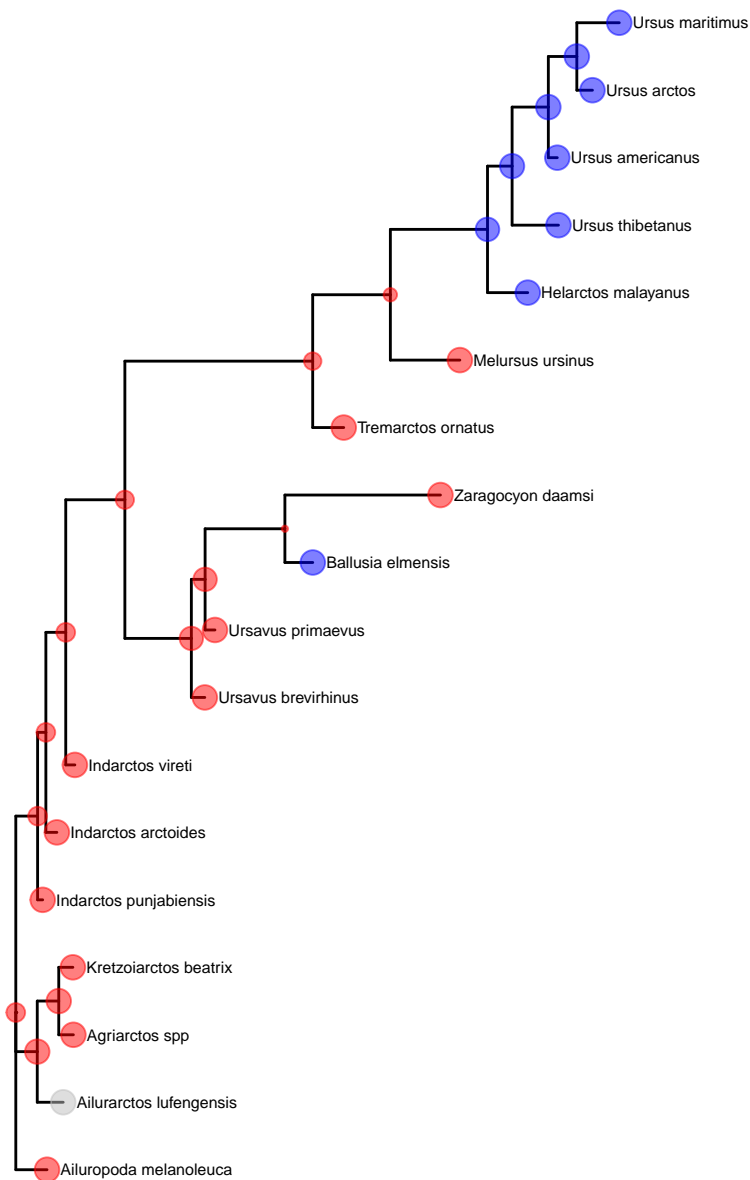 Ursus maritimus
Ursus arctos
Ursus americanus
Ursus thibetanus
Helarctos malayanus
Melursus ursinus
Tremarctos ornatus
Zaragocyon daamsi
Ballusia elmensis
Ursavus primaevus
Ursavus brevirhinus
Indarctos vireti
Indarctos arctoides
Indarctos punjabiensis
Kretzoiarctos beatrix
Agriarctos spp
Ailurarctos lufengensis
Ailuropoda melanoleuca